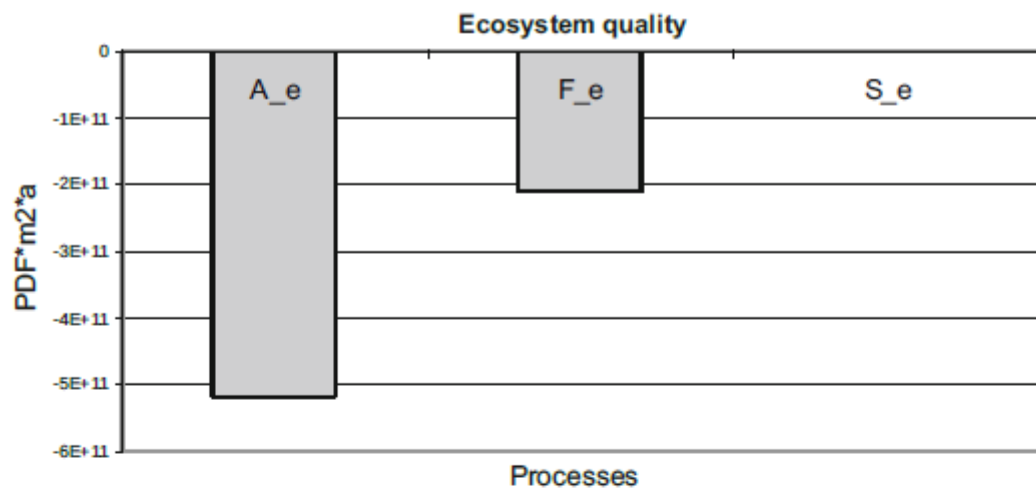 Ecosystem quality
0
A_e
F_e
S_e
-1E+11
-2E+11
-3E+11
-4E+11
-5E+11
-6E+11
PDF*m2*a
Processes